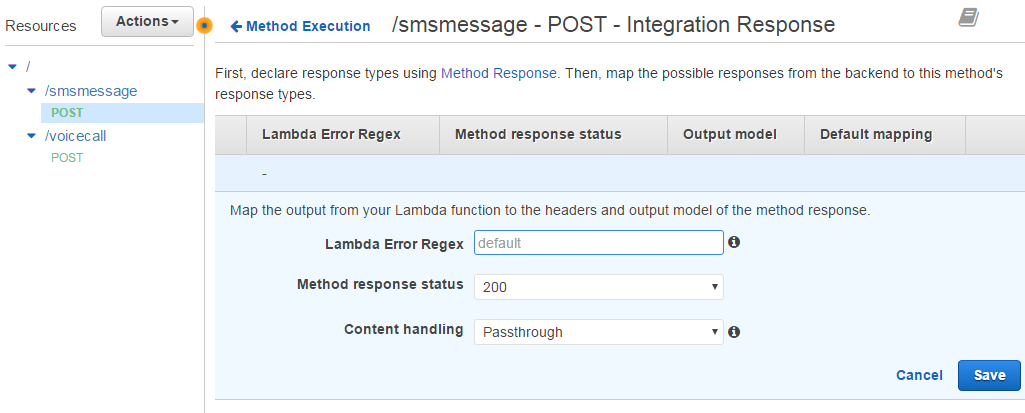 Resources
Actions
Method Execution
/smsmessage - POST - Integration Response
/
/smsmessage
POST
/voicecall
POST
First, declare response types using Method Response. Then, map the possible responses from the backend to this method's
response types.
Lambda Error Regex
Method response status
Output model
Default mapping
-
Map the output from your Lambda function to the headers and output model of the method response.
Lambda Error Regex
default
Method response status
200
Content handling
Passthrough
Cancel
Save